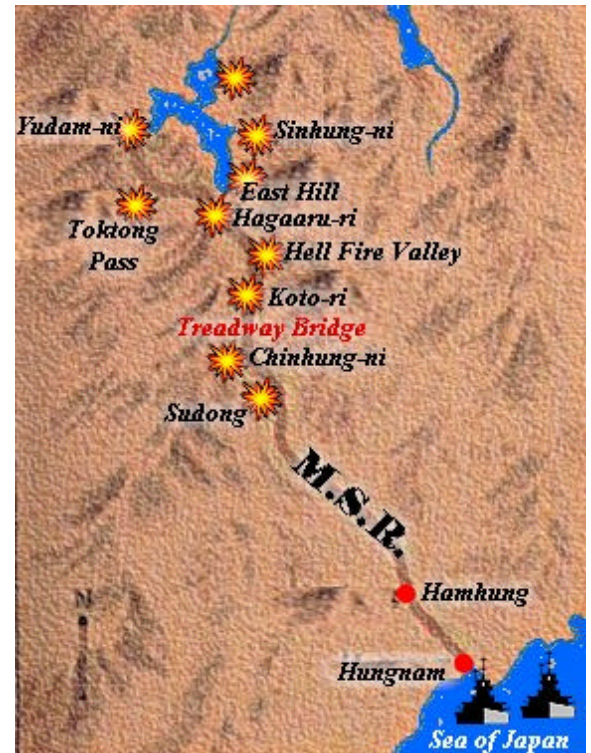 Yudam-ni
Sinhung-ni
East Hill
Hagaaru-ri
Toktong
Pass
Hell Fire Valley
Koto-ri
Treadway Bridge
Chinhung-ni
Sudong
M.S.R.
N
Hamhung
Hungnam
Sea of Japan